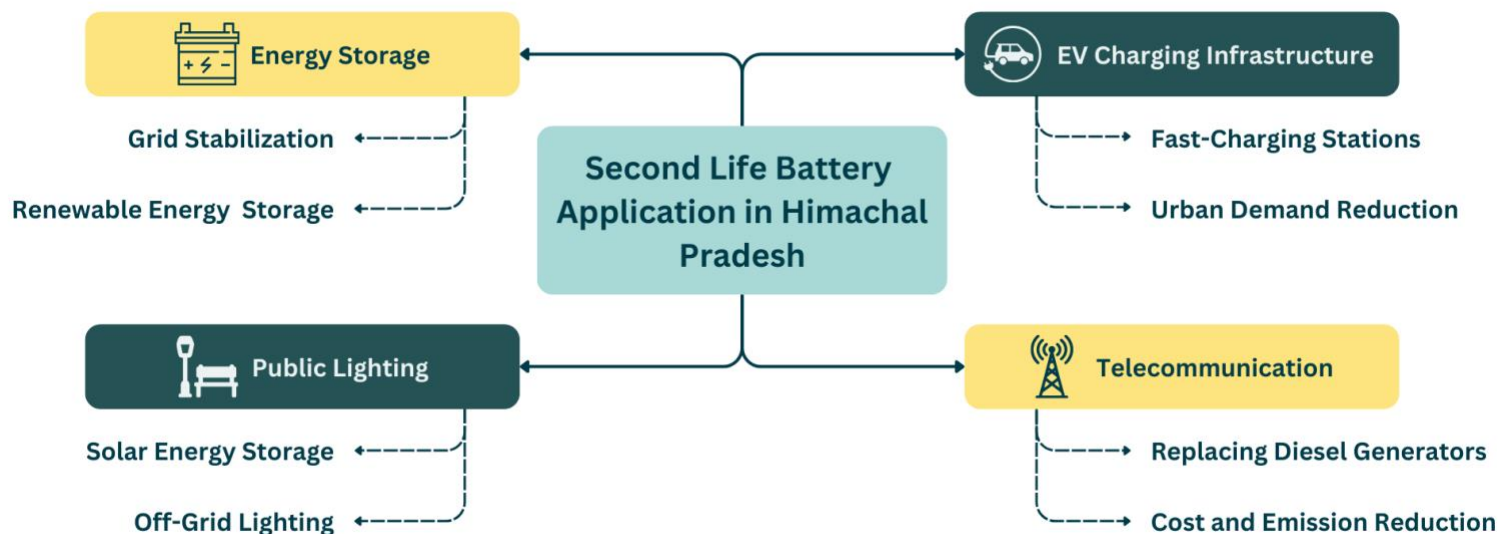 Energy Storage
Grid Stabilization
Renewable Energy Storage
EV Charging Infrastructure
Fast-Charging Stations
Urban Demand Reduction
Second Life Battery
Application in Himachal
Pradesh
Public Lighting
Solar Energy Storage
Off-Grid Lighting
Telecommunication
Replacing Diesel Generators
Cost and Emission Reduction